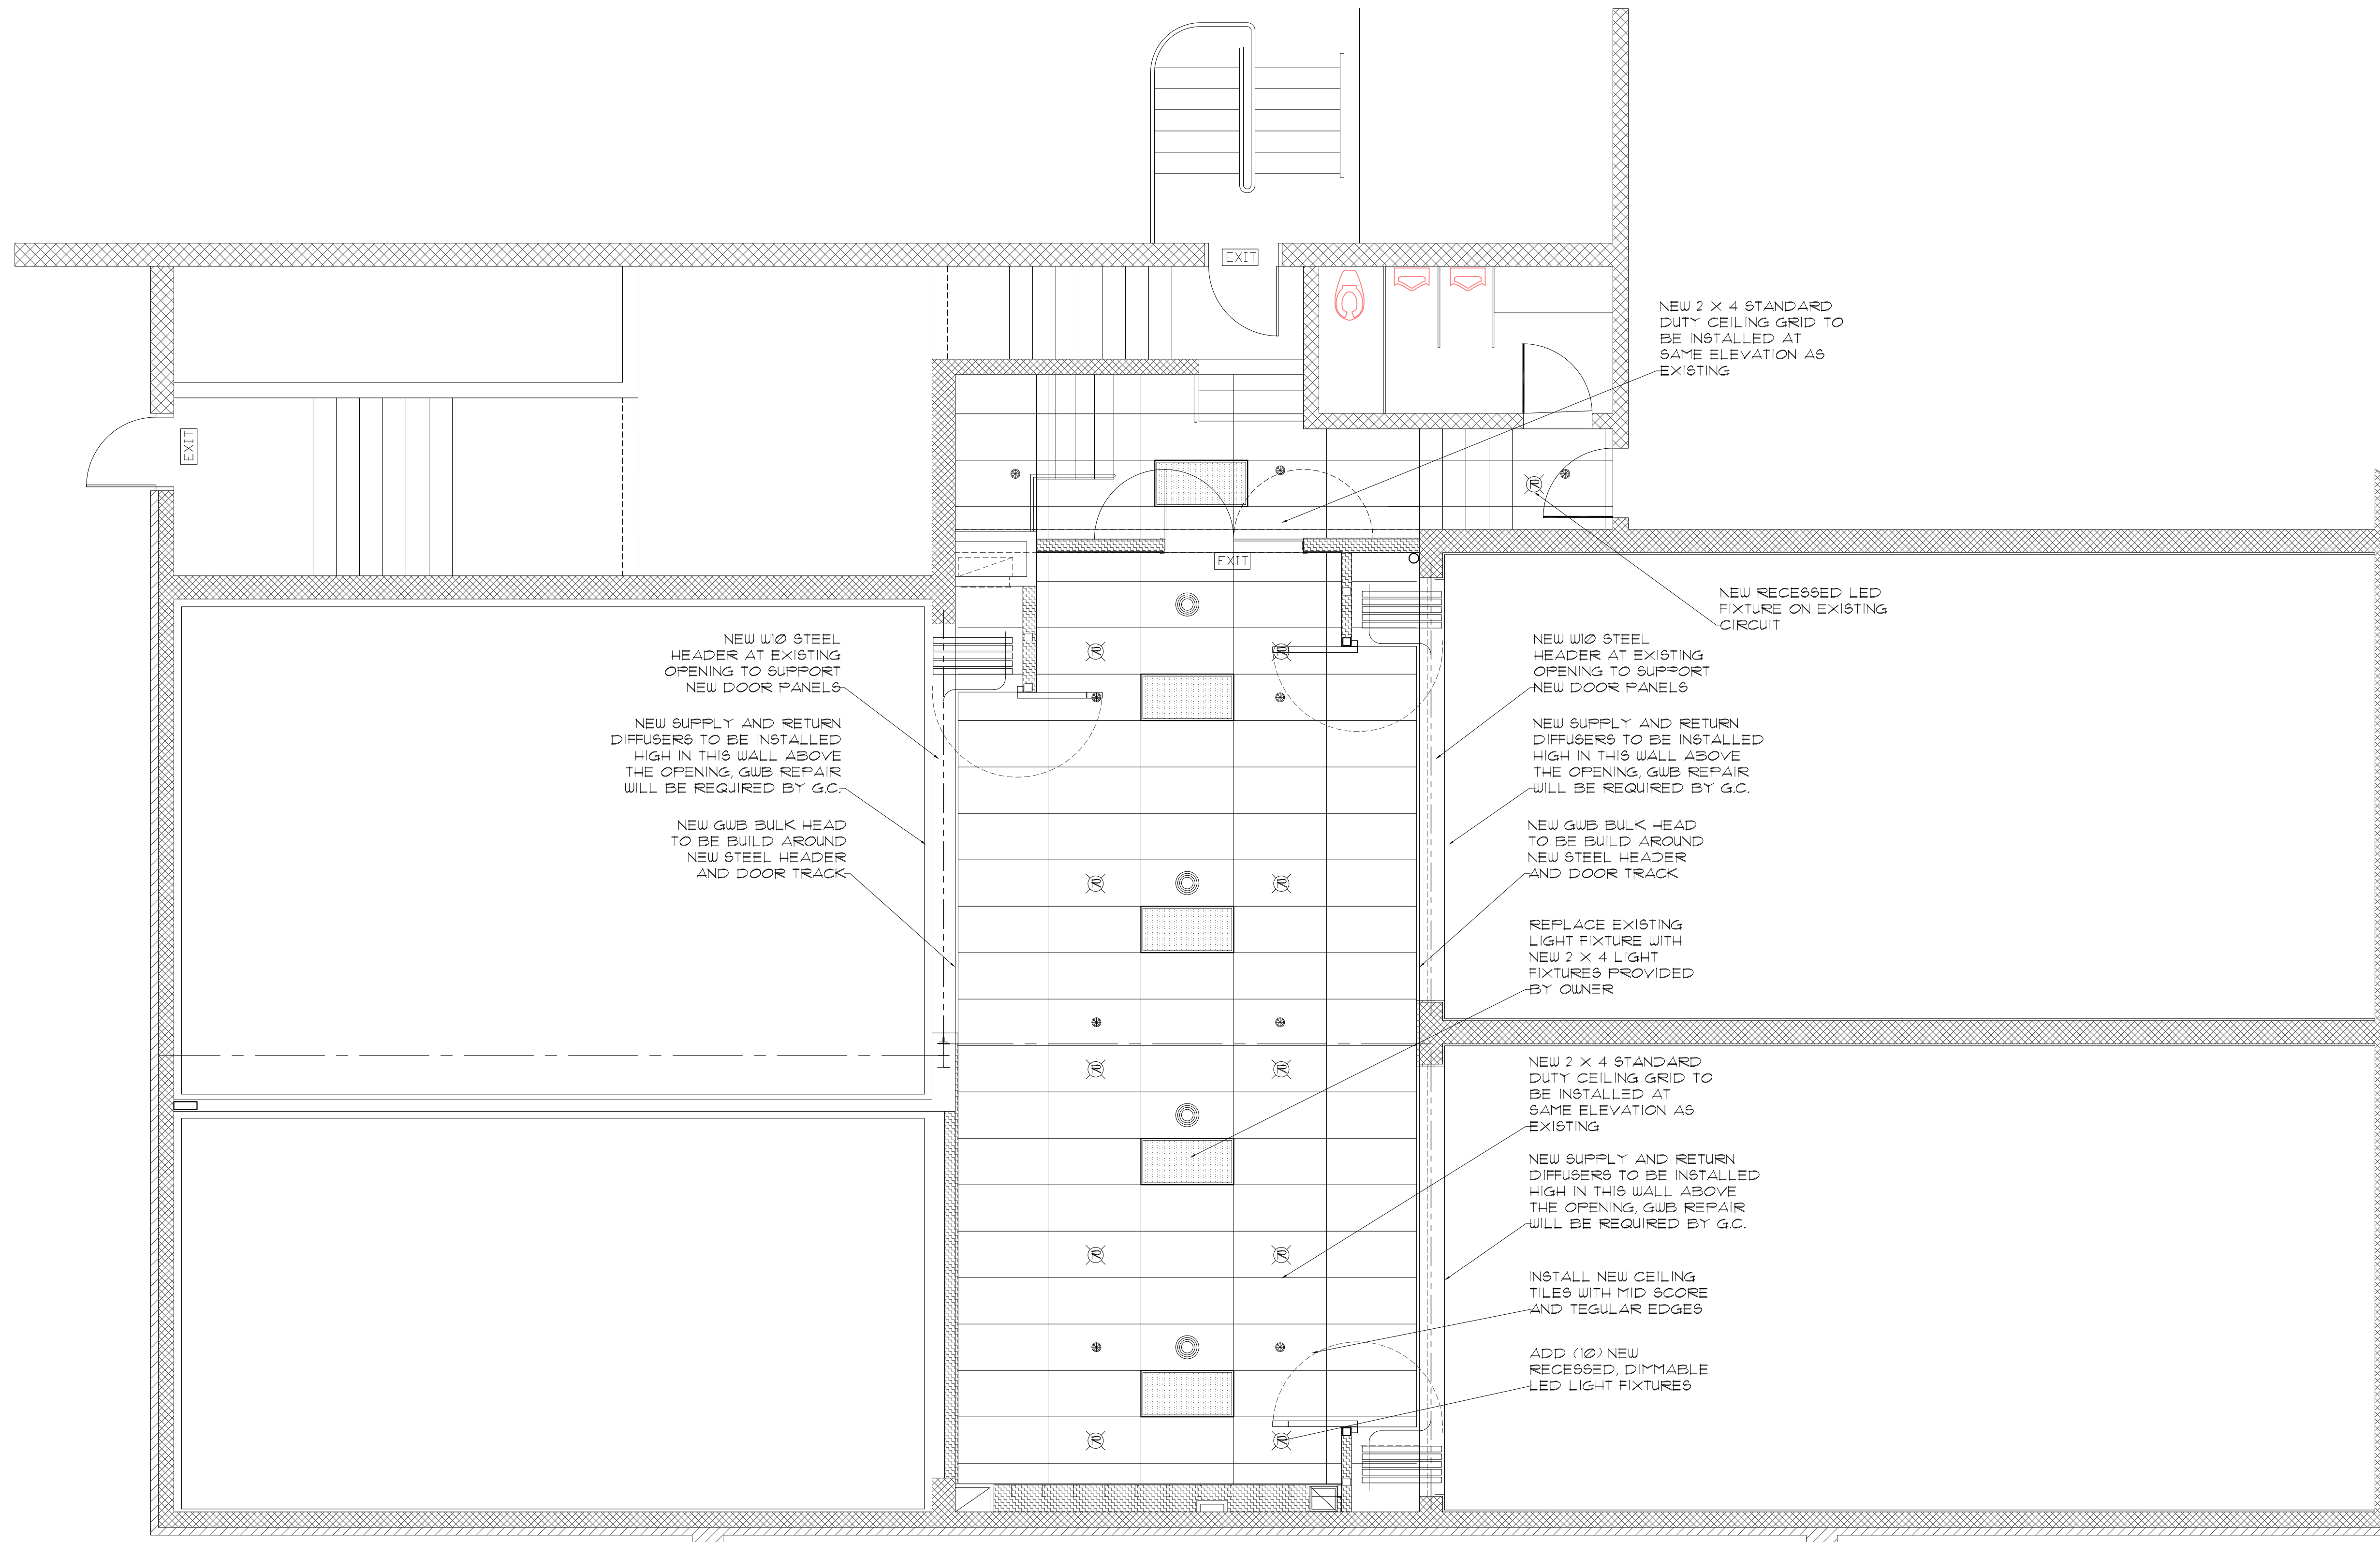 EXIT
NEW 2 X 4 STANDARD
DUTY CEILING GRID TO
BE INSTALLED AT
SAME ELEVATION AS
EXISTING
EXIT
R
EXIT
NEW RECESSED LED
FIXTURE ON EXISTING
CIRCUIT
NEW W10 STEEL
HEADER AT EXISTING
OPENING TO SUPPORT
NEW DOOR PANELS
NEW SUPPLY AND RETURN
DIFFUSERS TO BE INSTALLED
HIGH IN THIS WALL ABOVE
THE OPENING, GWB REPAIR
WILL BE REQUIRED BY G.C.
NEW GWB BULK HEAD
TO BE BUILD AROUND
NEW STEEL HEADER
AND DOOR TRACK
R R
R R
R R
R R
R R
NEW W10 STEEL
HEADER AT EXISTING
OPENING TO SUPPORT
NEW DOOR PANELS
NEW SUPPLY AND RETURN
DIFFUSERS TO BE INSTALLED
HIGH IN THIS WALL ABOVE
THE OPENING, GWB REPAIR
WILL BE REQUIRED BY G.C.
NEW GWB BULK HEAD
TO BE BUILD AROUND
NEW STEEL HEADER
AND DOOR TRACK
REPLACE EXISTING
LIGHT FIXTURE WITH
NEW 2 X 4 LIGHT
FIXTURES PROVIDED
BY OWNER
NEW 2 X 4 STANDARD
DUTY CEILING GRID TO
BE INSTALLED AT
SAME ELEVATION AS
EXISTING
NEW SUPPLY AND RETURN
DIFFUSERS TO BE INSTALLED
HIGH IN THIS WALL ABOVE
THE OPENING, GWB REPAIR
WILL BE REQUIRED BY G.C.
INSTALL NEW CEILING
TILES WITH MID SCORE
AND TEGULAR EDGES
ADD (10) NEW
RECESSED, DIMMABLE
LED LIGHT FIXTURES